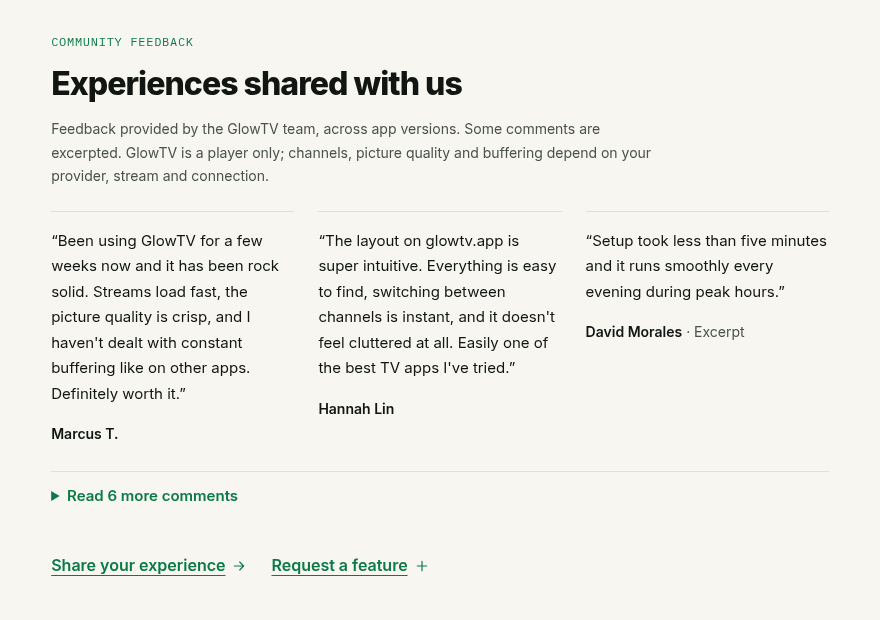 COMMUNITY FEEDBACK
Experiences shared with us
Feedback provided by the GlowTV team, across app versions. Some comments are
excerpted. GlowTV is a player only; channels, picture quality and buffering depend on your
provider, stream and connection.
“Been using GlowTV for a few
weeks now and it has been rock
solid. Streams load fast, the
picture quality is crisp, and I
haven't dealt with constant
buffering like on other apps.
Definitely worth it.”
Marcus T.
“The layout on glowtv.app is
super intuitive. Everything is easy
to find, switching between
channels is instant, and it doesn't
feel cluttered at all. Easily one of
the best TV apps I've tried.”
Hannah Lin
“Setup took less than five minutes
and it runs smoothly every
evening during peak hours.”
David Morales · Excerpt
Read 6 more comments
Share your experience →
Request a feature +